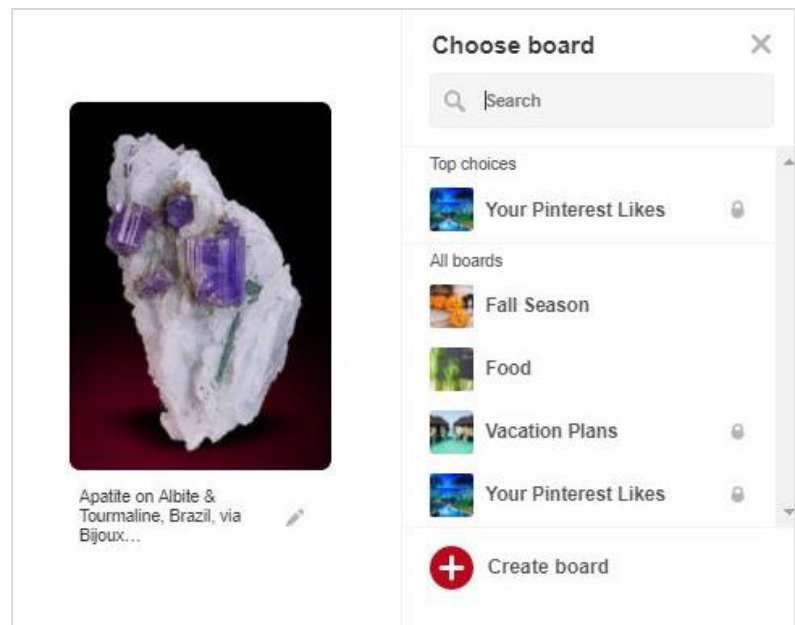 Choose board
Search
Top choices
Your Pinterest Likes
All boards
Fall Season
Food
Vacation Plans
Your Pinterest Likes
Create board
Apatite on Albite &
Tourmaline, Brazil, via
Bijoux...